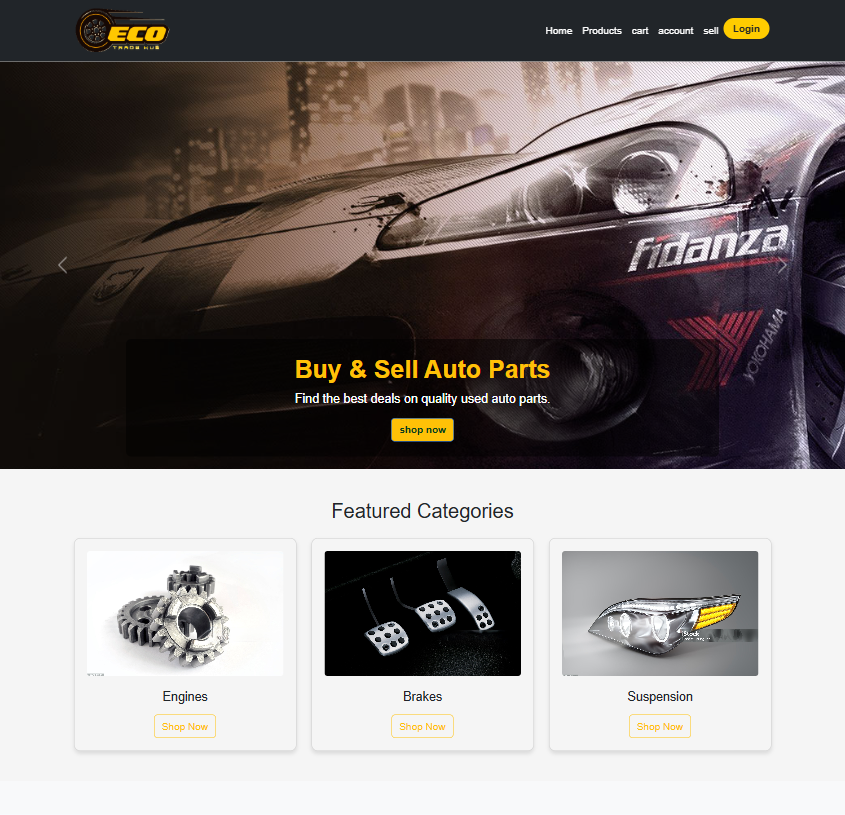 ECO
TRADE HUB
Home Products cart account sell Login
fidanza
YOKOHAMA
Buy & Sell Auto Parts
Find the best deals on quality used auto parts.
shop now
Featured Categories
iStock
Engines Brakes Suspension
Shop Now Shop Now Shop Now